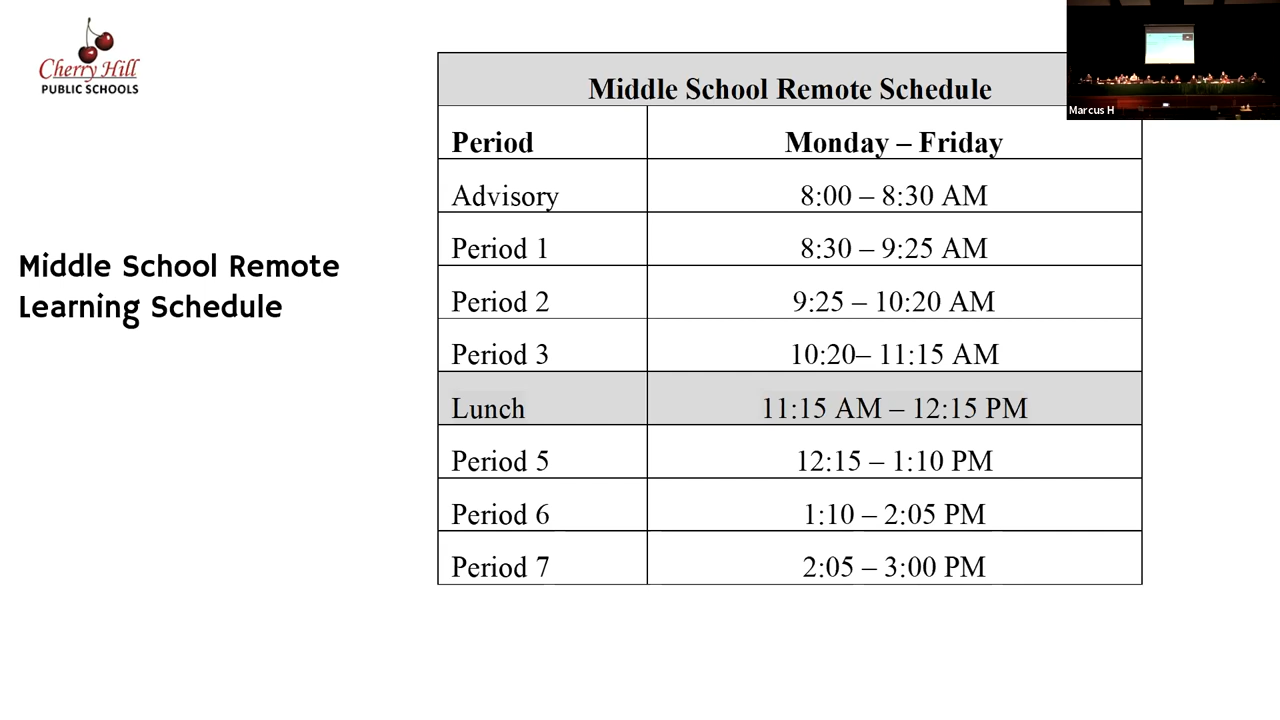 Cherry Hill
PUBLIC SCHOOLS
Marcus H
Middle School Remote
Learning Schedule
Middle School Remote Schedule
Period Monday – Friday
Advisory 8:00 – 8:30 AM
Period 1 8:30 – 9:25 AM
Period 2 9:25 – 10:20 AM
Period 3 10:20– 11:15 AM
Lunch 11:15 AM – 12:15 PM
Period 5 12:15 – 1:10 PM
Period 6 1:10 – 2:05 PM
Period 7 2:05 – 3:00 PM